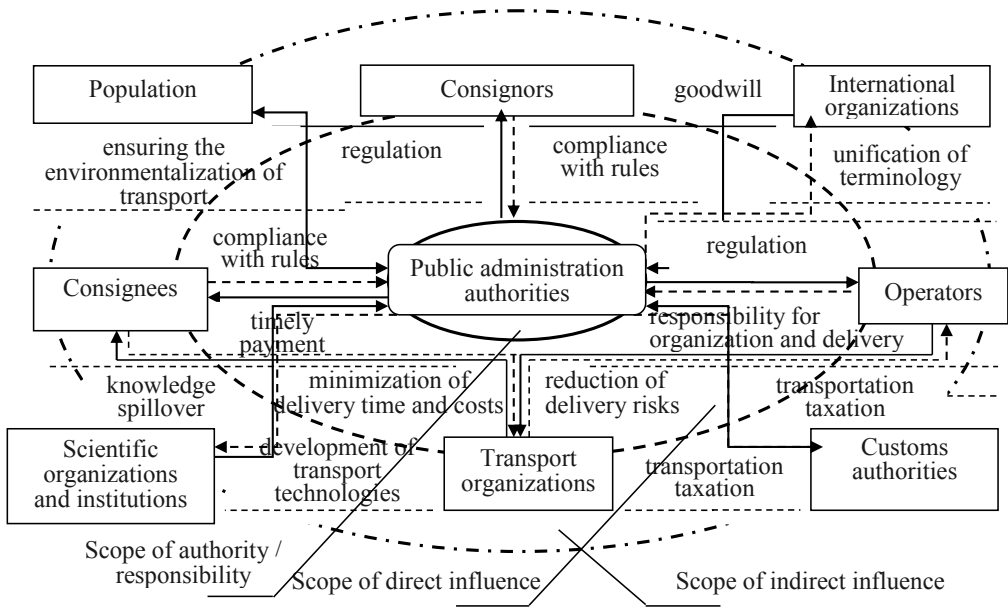 Population
Consignors
goodwill
International
organizations
ensuring the
environmentalization of
transport
regulation
compliance
with rules
unification of
terminology
compliance
with rules
regulation
Public administration
authorities
Consignees
Operators
timely
payment
responsibility for
organization and delivery
knowledge
spillover
minimization of
delivery time and costs
reduction of
delivery risks
transportation
taxation
Scientific
organizations
and institutions
development of
transport
technologies
Transport
organizations
transportation
taxation
Customs
authorities
Scope of authority /
responsibility
Scope of direct influence
Scope of indirect influence